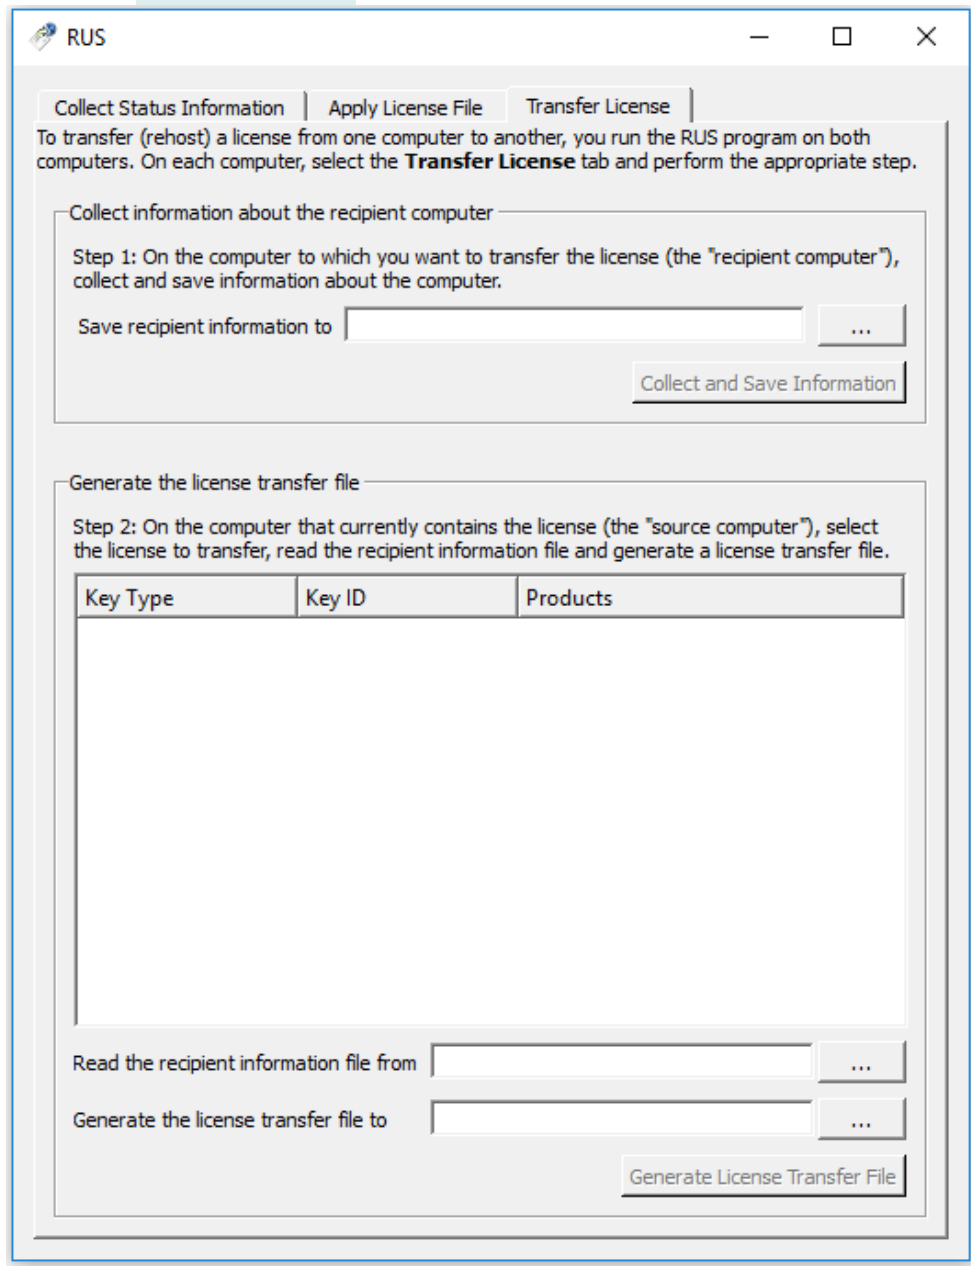 RUS
Collect Status Information
Apply License File
Transfer License
To transfer (rehost) a license from one computer to another, you run the RUS program on both
computers. On each computer, select the Transfer License tab and perform the appropriate step.
Collect information about the recipient computer
Step 1: On the computer to which you want to transfer the license (the "recipient computer"),
collect and save information about the computer.
Save recipient information to
...
Collect and Save Information
Generate the license transfer file
Step 2: On the computer that currently contains the license (the "source computer"), select
the license to transfer, read the recipient information file and generate a license transfer file.
Key Type
Key ID
Products
Read the recipient information file from
...
Generate the license transfer file to
...
Generate License Transfer File